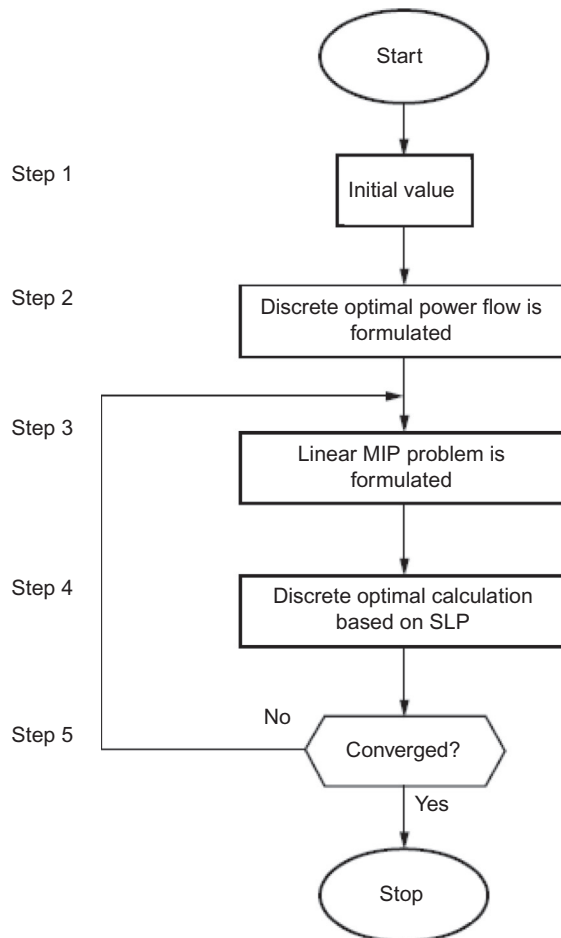 Start
Step 1
Initial value
Step 2
Discrete optimal power flow is
formulated
Step 3
Linear MIP problem is
formulated
Step 4
Discrete optimal calculation
based on SLP
No
Step 5
Converged?
Yes
Stop